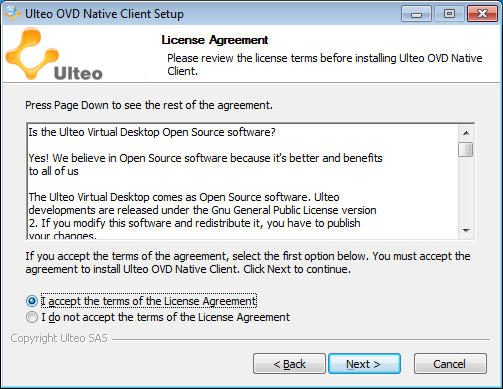 Ulteo OVD Native Client Setup
Ulteo
License Agreement
Please review the license terms before installing Ulteo OVD Native
Client.
Press Page Down to see the rest of the agreement.
Is the Ulteo Virtual Desktop Open Source software?
Yes! We believe in Open Source software because it's better and benefits
to all of us
The Ulteo Virtual Desktop comes as Open Source software. Ulteo
developments are released under the Gnu General Public License version
2. If you modify this software and redistribute it, you have to publish
your changes.
If you accept the terms of the agreement, select the first option below. You must accept the
agreement to install Ulteo OVD Native Client. Click Next to continue.
I accept the terms of the License Agreement
I do not accept the terms of the License Agreement
Copyright Ulteo SAS
< Back
Next >
Cancel